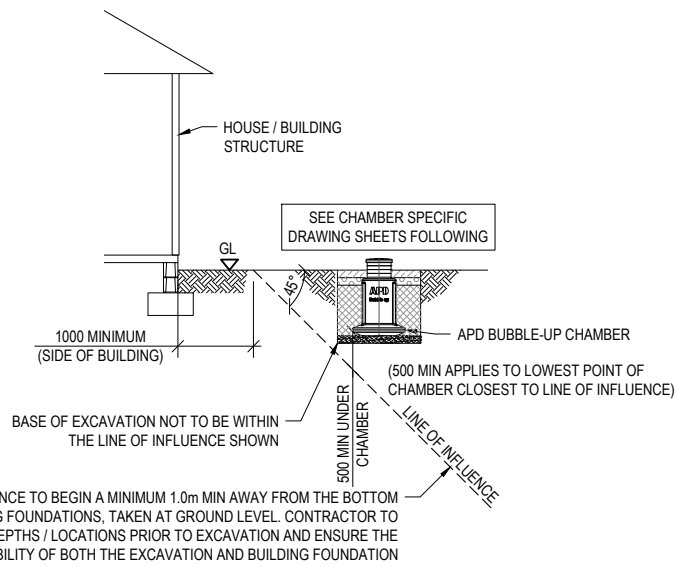 HOUSE / BUILDING
STRUCTURE
SEE CHAMBER SPECIFIC
DRAWING SHEETS FOLLOWING
GL
45°
APD
Bubble-up
1000 MINIMUM
(SIDE OF BUILDING)
APD BUBBLE-UP CHAMBER
(500 MIN APPLIES TO LOWEST POINT OF
CHAMBER CLOSEST TO LINE OF INFLUENCE)
BASE OF EXCAVATION NOT TO BE WITHIN
THE LINE OF INFLUENCE SHOWN
500 MIN UNDER
CHAMBER
LINE OF INFLUENCE
NCE TO BEGIN A MINIMUM 1.0m MIN AWAY FROM THE BOTTOM
G FOUNDATIONS, TAKEN AT GROUND LEVEL. CONTRACTOR TO
EPTHS / LOCATIONS PRIOR TO EXCAVATION AND ENSURE THE
BILITY OF BOTH THE EXCAVATION AND BUILDING FOUNDATION